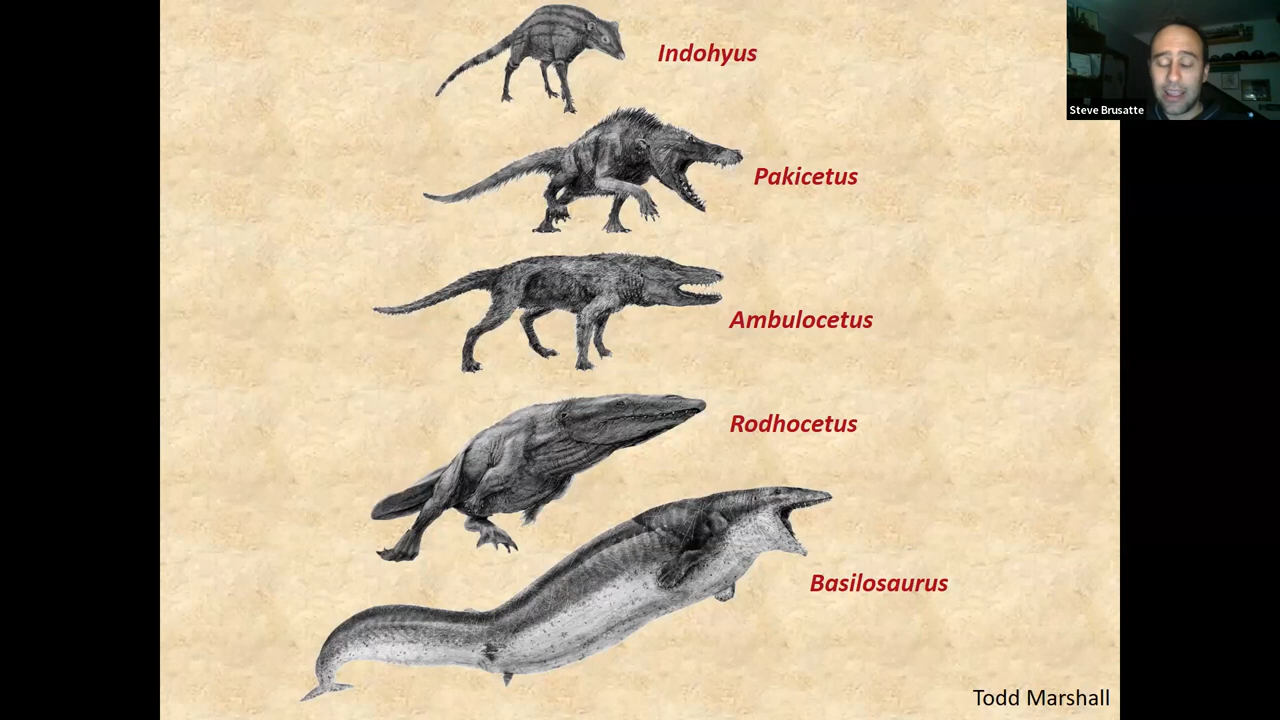 Indohyus
Steve Brusatte
Pakicetus
Ambulocetus
Rodhocetus
Basilosaurus
Todd Marshall